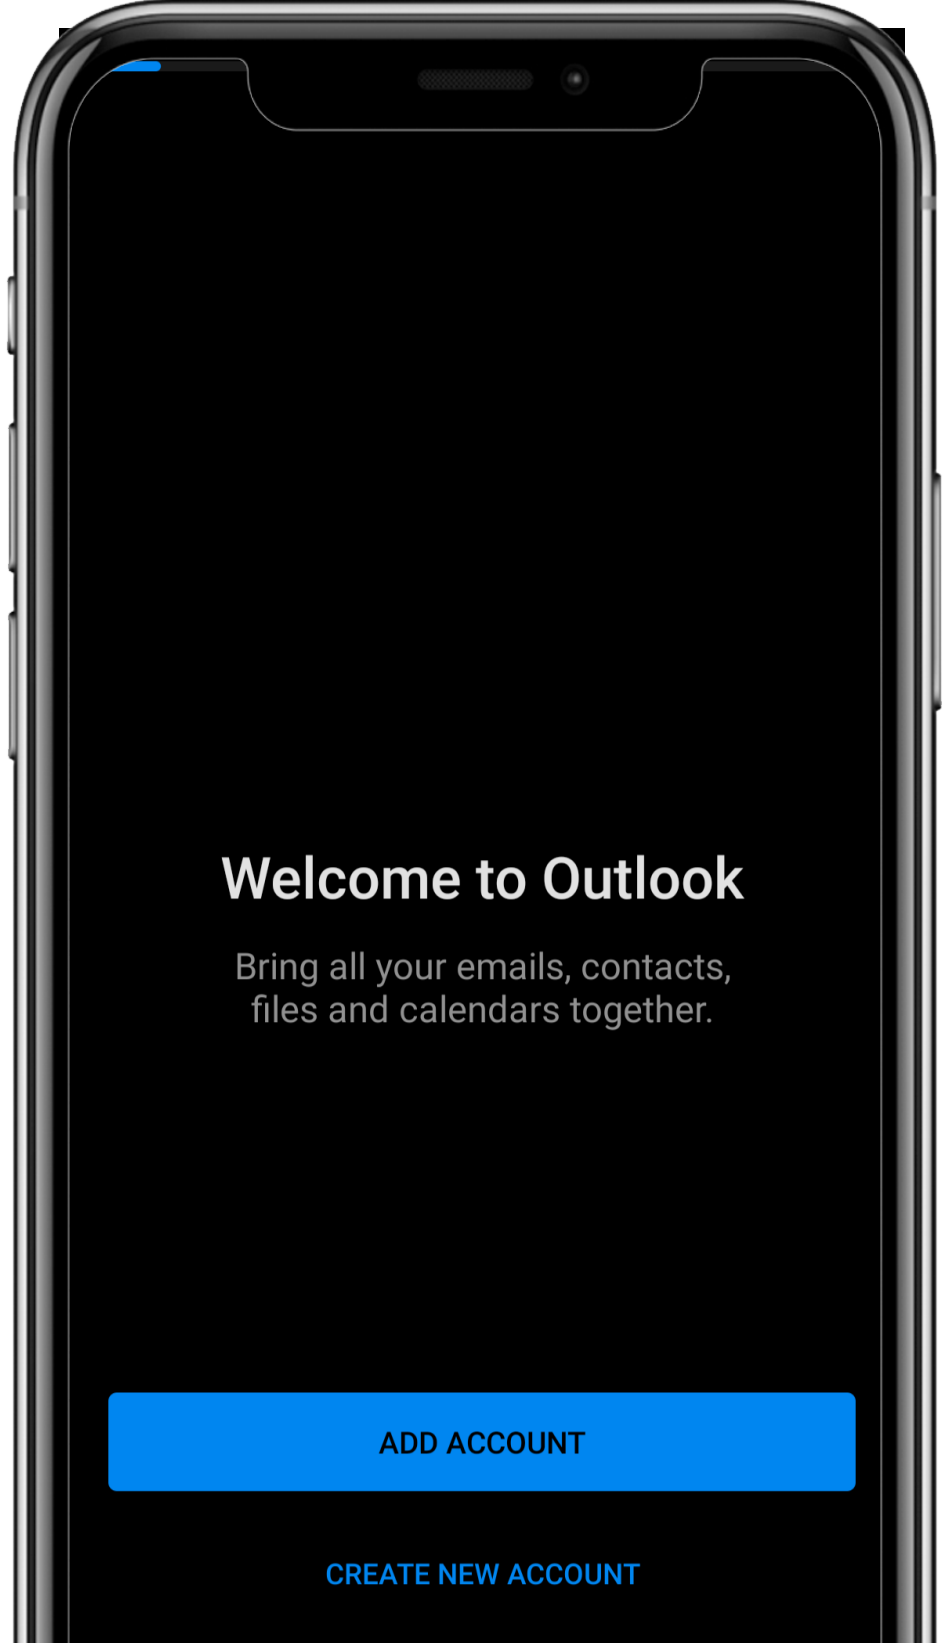 Welcome to Outlook
Bring all your emails, contacts,
files and calendars together.
ADD ACCOUNT
CREATE NEW ACCOUNT